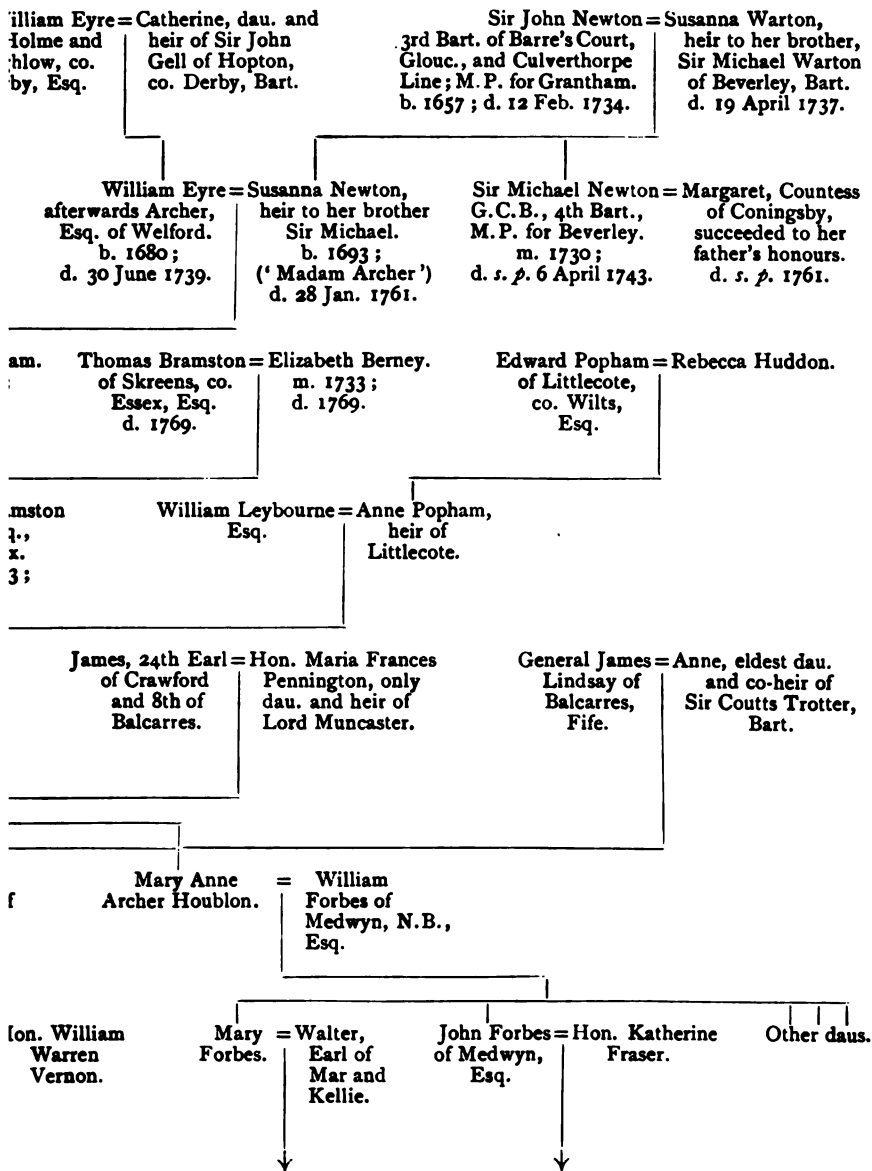 illiam Eyre = Catherine, dau. and
Holme and heir of Sir John
hlow, co. Gell of Hopton,
by, Esq. co. Derby, Bart.
Sir John Newton = Susanna Warton,
3rd Bart. of Barre's Court, heir to her brother,
Glouc., and Culverthorpe Sir Michael Warton
Line; M.P. for Grantham. of Beverley, Bart.
b. 1657; d. 12 Feb. 1734. d. 19 April 1737.
William Eyre = Susanna Newton,
afterwards Archer, heir to her brother
Esq. of Welford. Sir Michael.
b. 1680; b. 1693;
d. 30 June 1739. (' Madam Archer ')
d. 28 Jan. 1761.
Sir Michael Newton = Margaret, Countess
G.C.B., 4th Bart., of Coningsby,
M.P. for Beverley. succeeded to her
m. 1730; father's honours.
d. s. p. 6 April 1743. d. s. p. 1761.
am.
;
Thomas Bramston = Elizabeth Berney.
of Skreens, co. m. 1733;
Essex, Esq. d. 1769.
d. 1769.
Edward Popham = Rebecca Huddon.
of Littlecote,
co. Wilts,
Esq.
mston
q.,
x.
3;
William Leybourne = Anne Popham,
Esq. heir of
Littlecote.
James, 24th Earl = Hon. Maria Frances
of Crawford Pennington, only
and 8th of dau. and heir of
Balcarres. Lord Muncaster.
General James = Anne, eldest dau.
Lindsay of and co-heir of
Balcarres, Sir Coutts Trotter,
Fife. Bart.
f
Mary Anne = William
Archer Houblon. Forbes of
Medwyn, N.B.,
Esq.
on. William
Warren
Vernon.
Mary = Walter,
Forbes. Earl of
Mar and
Kellie.
John Forbes = Hon. Katherine
of Medwyn, Fraser.
Esq.
Other daus.